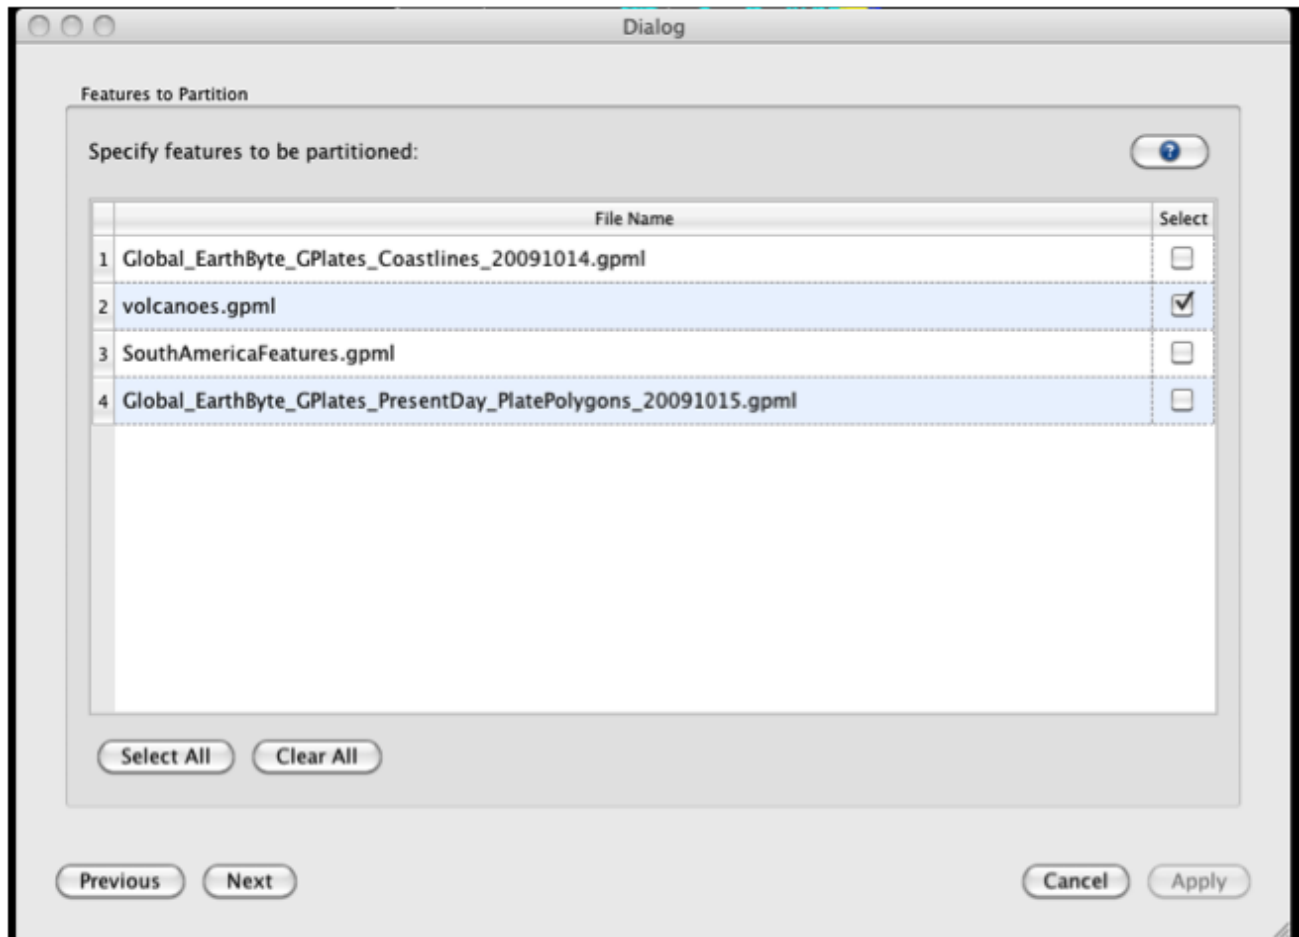 Dialog
Features to Partition
Specify features to be partitioned:
?
File Name Select
1 Global_EarthByte_GPlates_Coastlines_20091014.gpml
2 volcanoes.gpml
3 SouthAmericaFeatures.gpml
4 Global_EarthByte_GPlates_PresentDay_PlatePolygons_20091015.gpml
Select All Clear All
Previous Next Cancel Apply